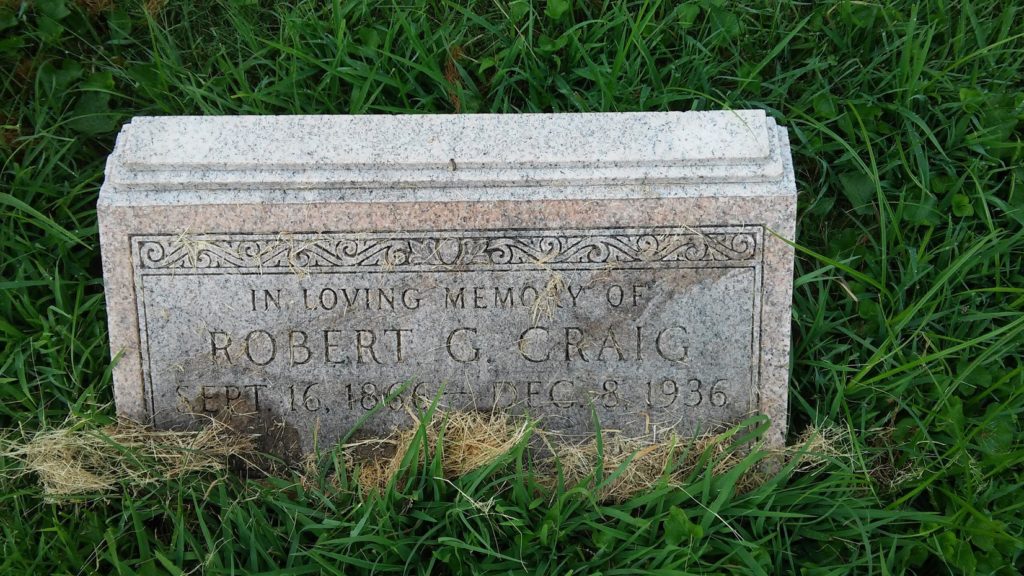 IN LOVING MEMORY OF
ROBERT G. CRAIG
SEPT. 16, 1866 — DEC. 8, 1936